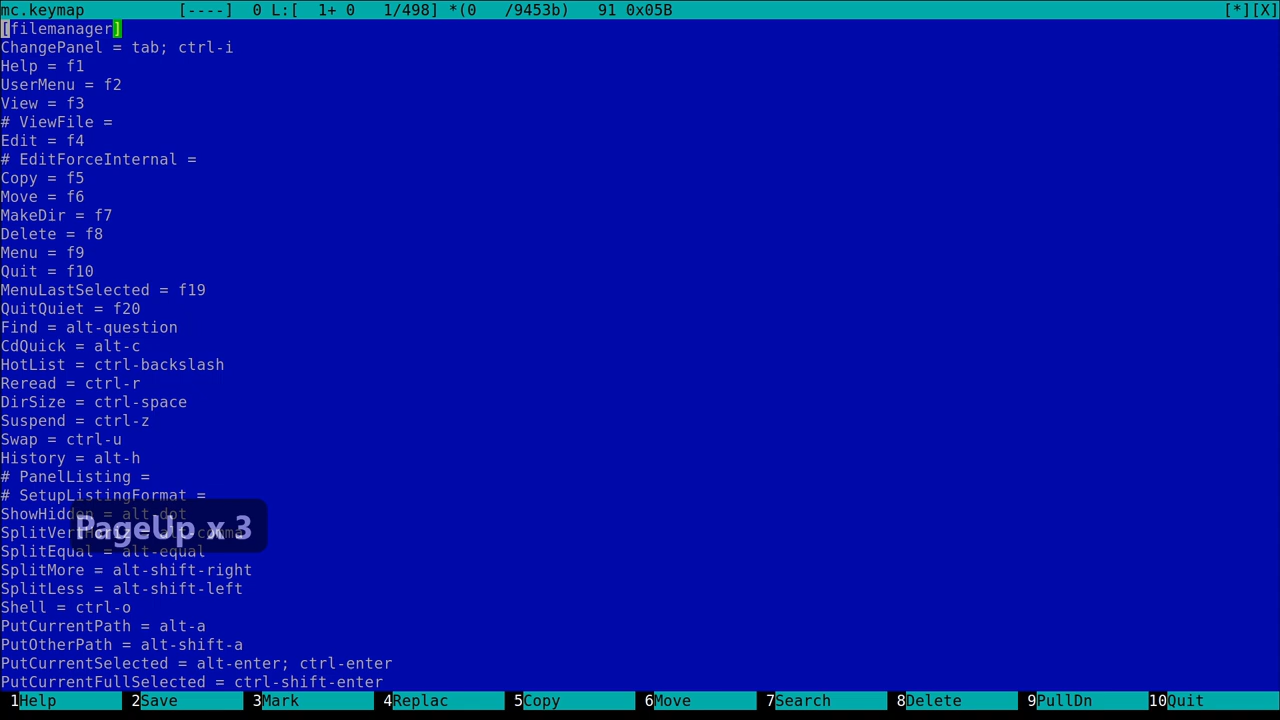 mc.keymap [----] 0 L:[ 1+ 0 1/498] *(0 /9453b) 91 0x05B [*][X]
[filemanager]
ChangePanel = tab; ctrl-i
Help = f1
UserMenu = f2
View = f3
# ViewFile =
Edit = f4
# EditForceInternal =
Copy = f5
Move = f6
MakeDir = f7
Delete = f8
Menu = f9
Quit = f10
MenuLastSelected = f19
QuitQuiet = f20
Find = alt-question
CdQuick = alt-c
HotList = ctrl-backslash
Reread = ctrl-r
DirSize = ctrl-space
Suspend = ctrl-z
Swap = ctrl-u
History = alt-h
# PanelListing =
# SetupListingFormat =
ShowHidden = alt-dot
SplitVertHoriz = alt-comma
PageUp x 3
SplitEqual = alt-equal
SplitMore = alt-shift-right
SplitLess = alt-shift-left
Shell = ctrl-o
PutCurrentPath = alt-a
PutOtherPath = alt-shift-a
PutCurrentSelected = alt-enter; ctrl-enter
PutCurrentFullSelected = ctrl-shift-enter
1Help 2Save 3Mark 4Replac 5Copy 6Move 7Search 8Delete 9PullDn 10Quit